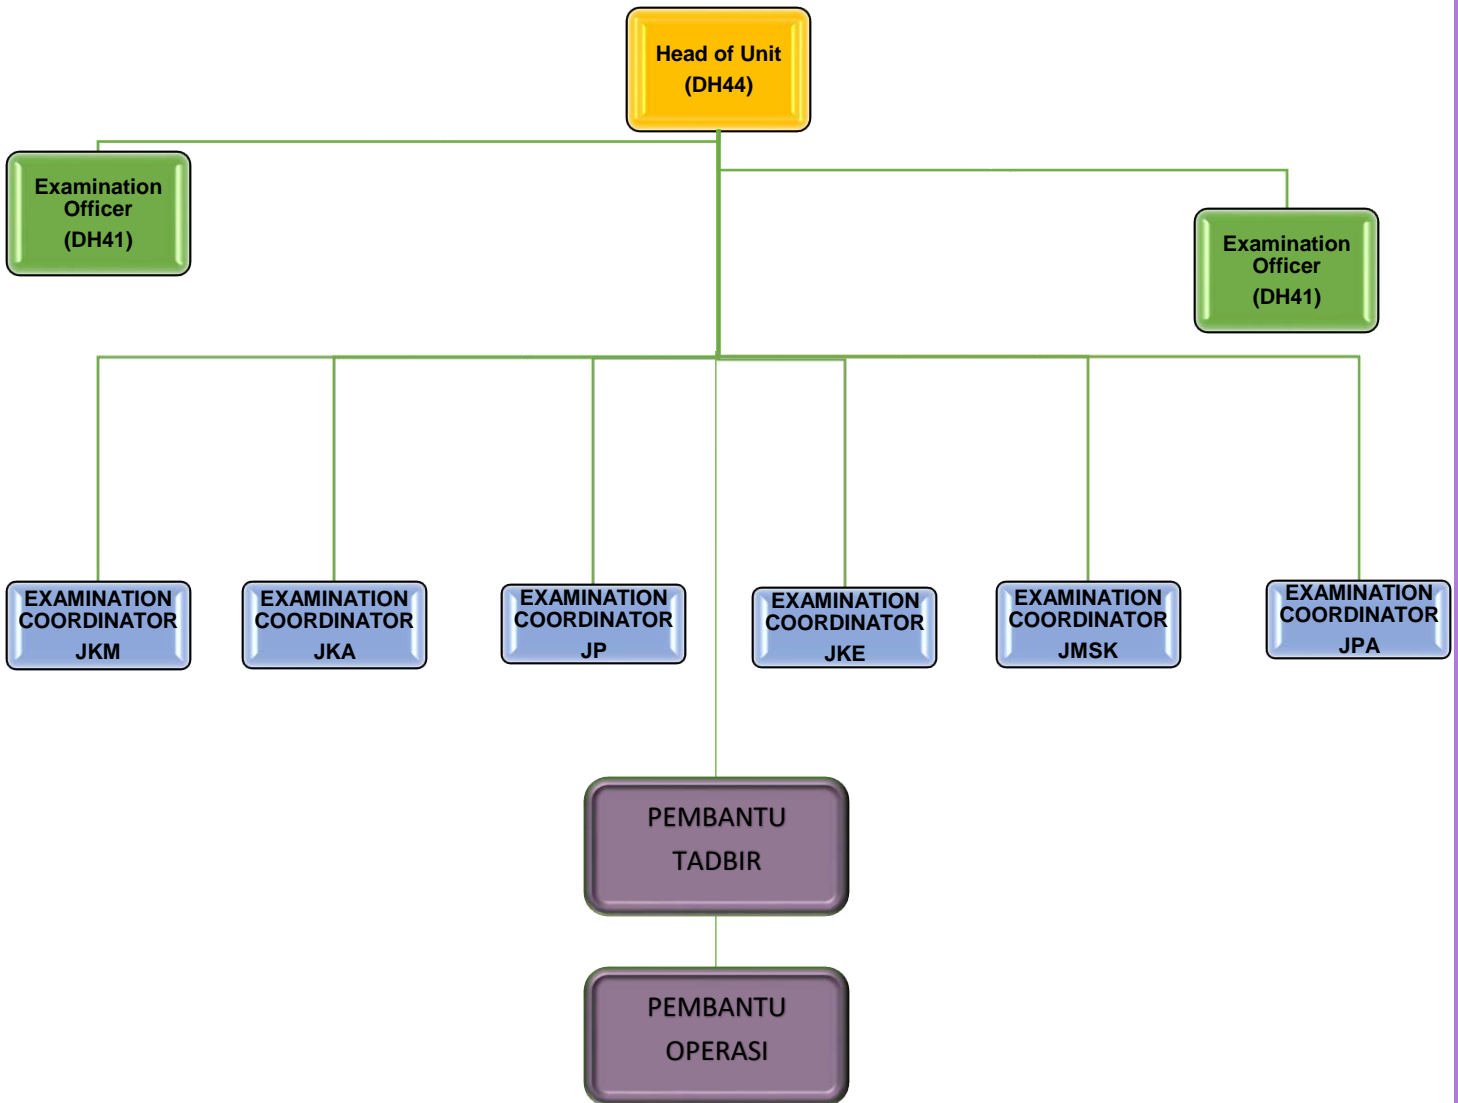 Head of Unit
(DH44)
Examination
Officer
(DH41)
Examination
Officer
(DH41)
EXAMINATION
COORDINATOR
JKM
EXAMINATION
COORDINATOR
JKA
EXAMINATION
COORDINATOR
JP
EXAMINATION
COORDINATOR
JKE
EXAMINATION
COORDINATOR
JMSK
EXAMINATION
COORDINATOR
JPA
PEMBANTU
TADBIR
PEMBANTU
OPERASI